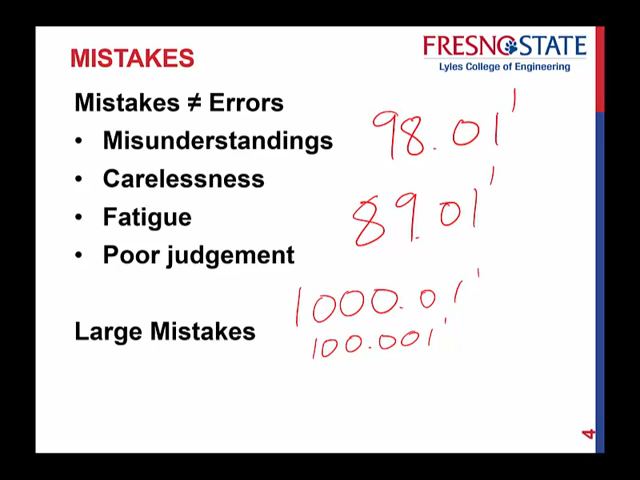 MISTAKES
FRESNO STATE
Lyles College of Engineering
Mistakes ≠ Errors
• Misunderstandings
98.01'
• Carelessness
• Fatigue
89.01'
• Poor judgement
1000.01'
Large Mistakes
100.001'
4